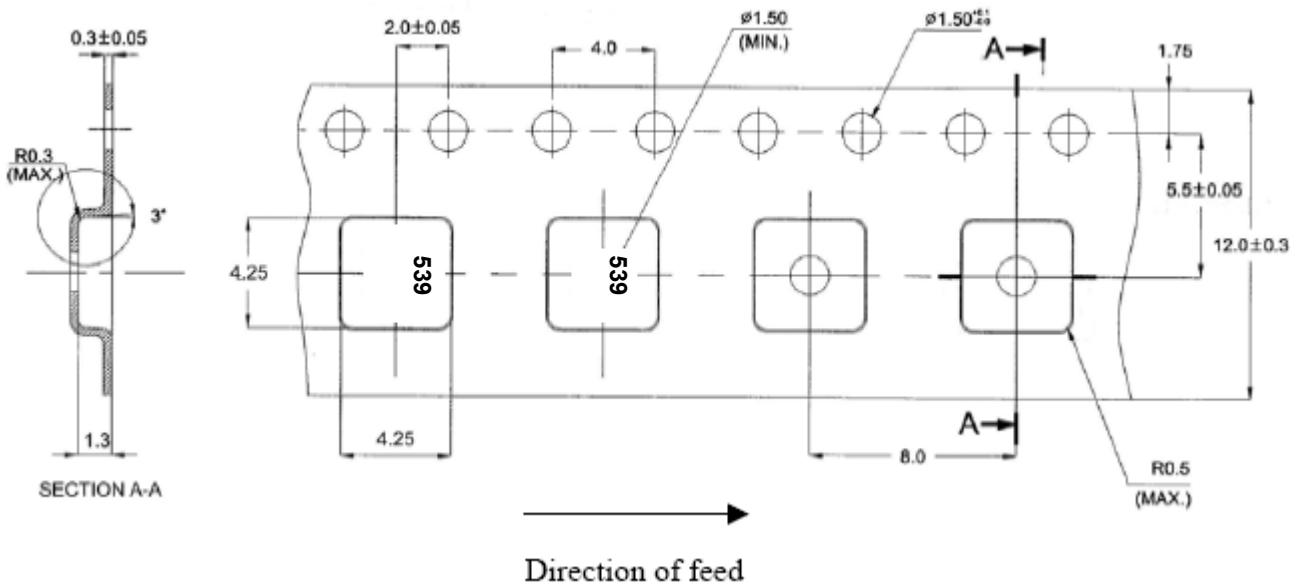 0.3±0.05
2.0±0.05
4.0
ø1.50
(MIN.)
ø1.50
A
1.75
R0.3
(MAX.)
3°
5.5±0.05
12.0±0.3
4.25
539
539
4.25
1.3
8.0
A
R0.5
(MAX.)
SECTION A-A
Direction of feed